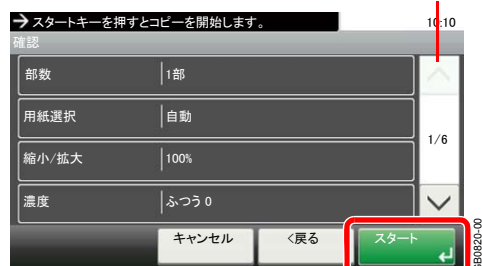 → スタートキーを押すとコピーを開始します。 10:10
確認
部数 1部
用紙選択 自動
縮小/拡大 100%
濃度 ふつう 0
1/6
キャンセル <戻る スタート
GB0820-00